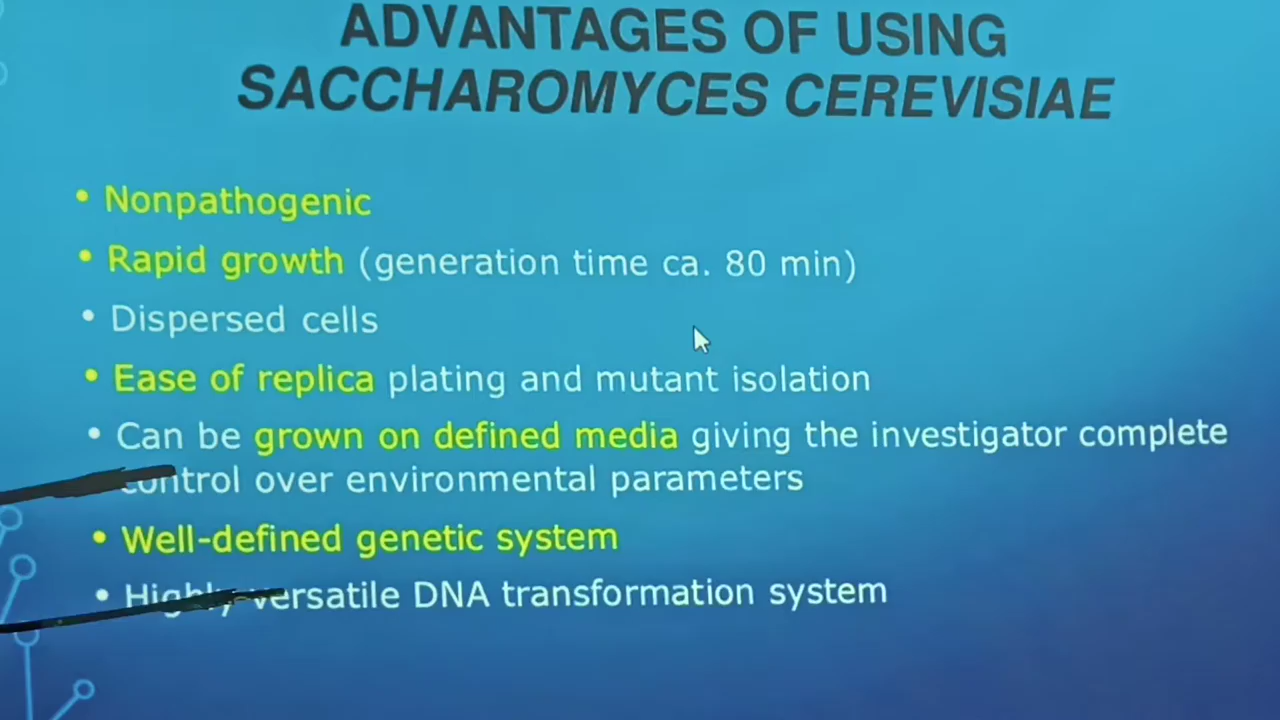 ADVANTAGES OF USING
SACCHAROMYCES CEREVISIAE
• Nonpathogenic
• Rapid growth (generation time ca. 80 min)
• Dispersed cells
• Ease of replica plating and mutant isolation
• Can be grown on defined media giving the investigator complete
control over environmental parameters
• Well-defined genetic system
• Highly versatile DNA transformation system